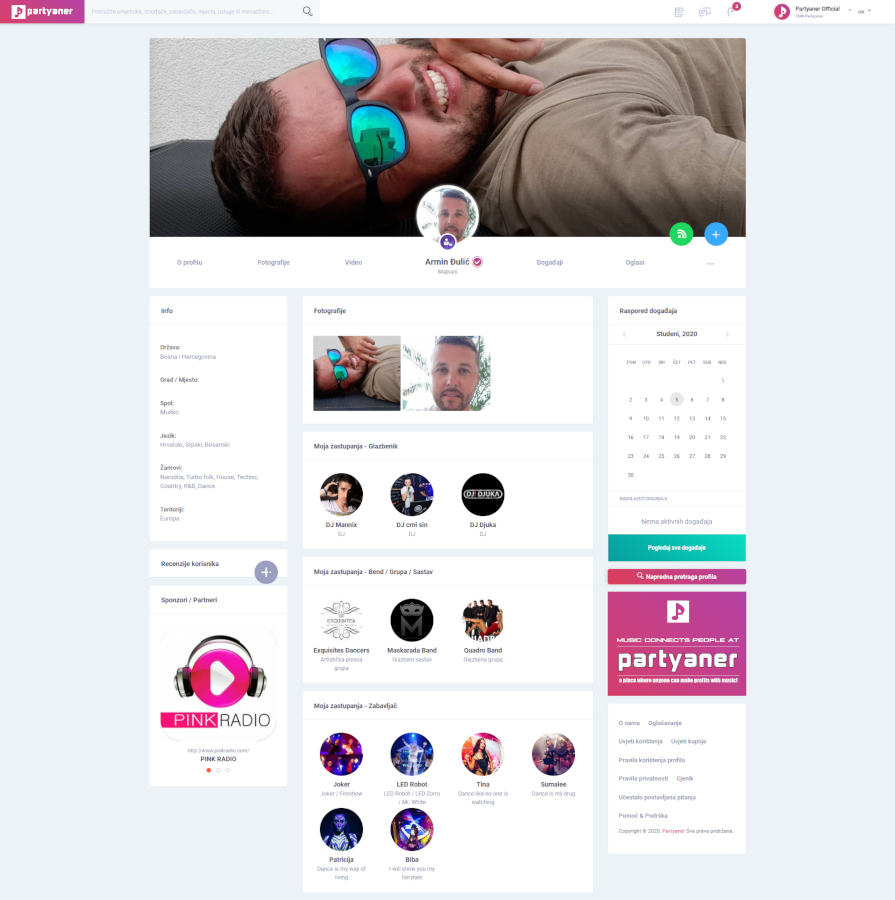 partyaner
Pretražite umjetnike, izvođače, zabavljače, mjesta, usluge ili menadžere...
3
Partyaner Official
HR
O profilu
Fotografije
Video
Armin Đulić
Majkani
Događaji
Oglasi
...
Info
Država:
Bosna i Hercegovina
Grad / Mjesto:
Spol:
Muško
Jezik:
Hrvatski, Srpski, Bosanski
Žanrovi:
Narodna, Turbo folk, House, Techno,
Country, R&B, Dance
Teritorij:
Europa
Recenzije korisnika
Sponzori / Partneri
PINK RADIO
http://www.pinkradio.com/
PINK RADIO
Fotografije
Moja zastupanja - Glazbenik
DJ DJUKA
DJ Mannix
DJ
DJ crni sin
DJ
DJ Djuka
DJ
Moja zastupanja - Bend / Grupa / Sastav
EXQUISITES
QUADRO
Exquisites Dancers
Artistička plesna
grupa
Maskarada Band
Glazbeni sastav
Quadro Band
Glazbena grupa
Moja zastupanja - Zabavljač
Joker
Joker / Fireshow
LED Robot
LED Robot / LED Zorro
/ Mr. White
Tina
Dance like no one is
watching
Sumalee
Dance is my drug
Patricija
Dance is my way of
living
Biba
I will show you my
fairytale
Raspored događaja
Studeni, 2020
PON UTO SRI ČET PET SUB NED
1
2 3 4 5 6 7 8
9 10 11 12 13 14 15
16 17 18 19 20 21 22
23 24 25 26 27 28 29
30
NADOLAZEĆI DOGAĐAJI
Nema aktivnih događaja
Pogledaj sve događaje
Napredna pretraga profila
MUSIC CONNECTS PEOPLE AT
partyaner
a place where anyone can make profits with music!
O nama Oglašavanje
Uvjeti korištenja Uvjeti kupnje
Pravila korištenja profila
Pravila privatnosti Cjenik
Učestalo postavljena pitanja
Pomoć & Podrška
Copyright © 2020. Partyaner Sva prava pridržana.